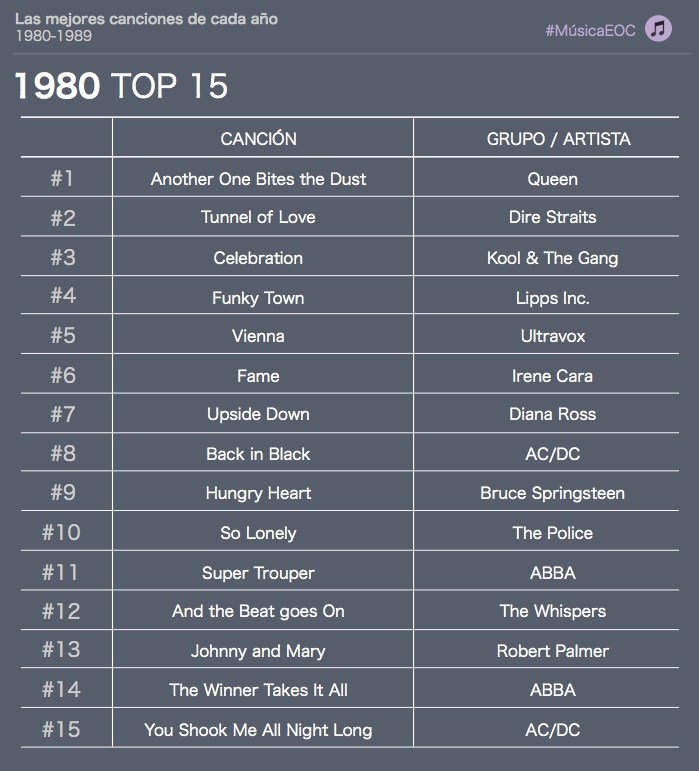 Las mejores canciones de cada año
1980-1989
#MúsicaEOC
1980 TOP 15
CANCIÓN GRUPO / ARTISTA
#1 Another One Bites the Dust Queen
#2 Tunnel of Love Dire Straits
#3 Celebration Kool & The Gang
#4 Funky Town Lipps Inc.
#5 Vienna Ultravox
#6 Fame Irene Cara
#7 Upside Down Diana Ross
#8 Back in Black AC/DC
#9 Hungry Heart Bruce Springsteen
#10 So Lonely The Police
#11 Super Trouper ABBA
#12 And the Beat goes On The Whispers
#13 Johnny and Mary Robert Palmer
#14 The Winner Takes It All ABBA
#15 You Shook Me All Night Long AC/DC